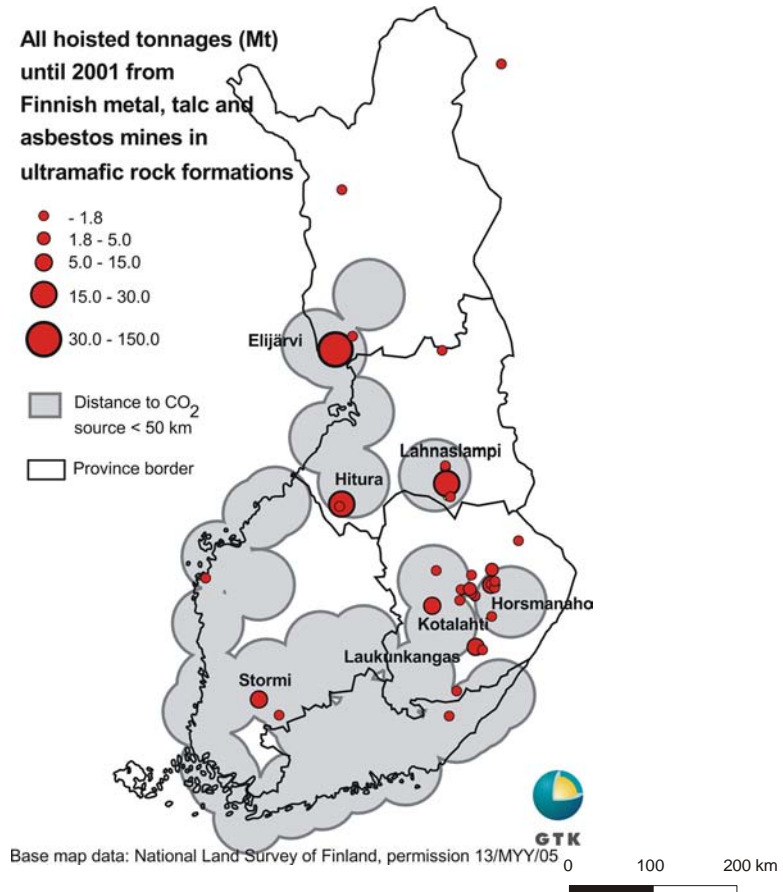 All hoisted tonnages (Mt)
until 2001 from
Finnish metal, talc and
asbestos mines in
ultramafic rock formations
- 1.8
1.8 - 5.0
5.0 - 15.0
15.0 - 30.0
30.0 - 150.0
Distance to CO2
source < 50 km
Province border
Elijärvi
Lahnaslampi
Hitura
Horsmanaho
Kotalahti
Laukunkangas
Stormi
GTK
Base map data: National Land Survey of Finland, permission 13/MYY/05
0 100 200 km